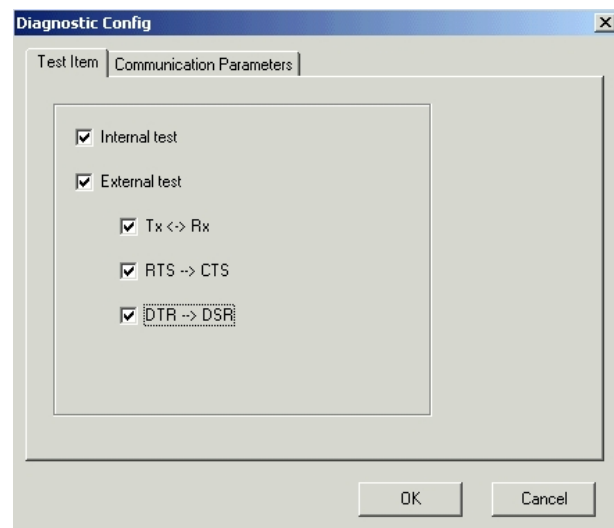 Diagnostic Config
Test Item
Communication Parameters
Internal test
External test
Tx <-> Rx
RTS --> CTS
DTR --> DSR
OK
Cancel